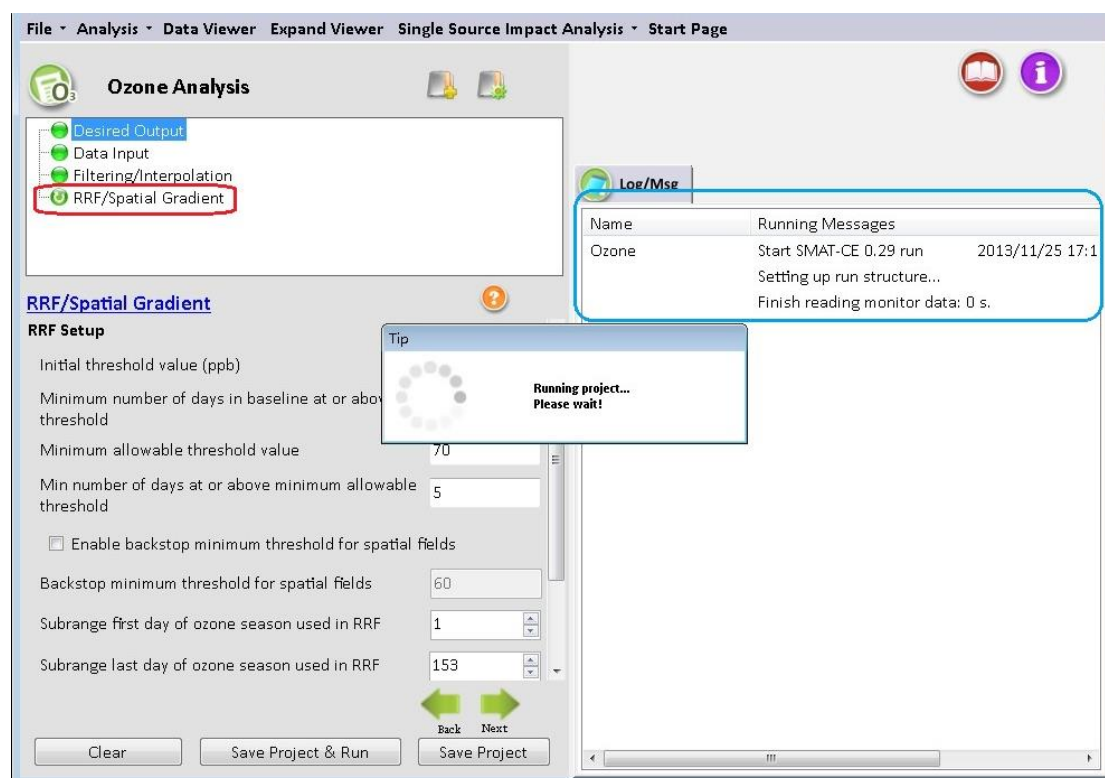 File Analysis Data Viewer Expand Viewer Single Source Impact Analysis Start Page
O3 Ozone Analysis
Desired Output
Data Input
Filtering/Interpolation
RRF/Spatial Gradient
RRF/Spatial Gradient
RRF Setup
Initial threshold value (ppb)
Minimum number of days in baseline at or abov
threshold
Minimum allowable threshold value 70
Min number of days at or above minimum allowable
threshold
5
Enable backstop minimum threshold for spatial fields
Backstop minimum threshold for spatial fields 60
Subrange first day of ozone season used in RRF 1
Subrange last day of ozone season used in RRF 153
Back Next
Clear Save Project & Run Save Project
Tip
Running project...
Please wait!
i
Log/Msg
Name Running Messages
Ozone Start SMAT-CE 0.29 run 2013/11/25 17:1
Setting up run structure...
Finish reading monitor data: 0 s.